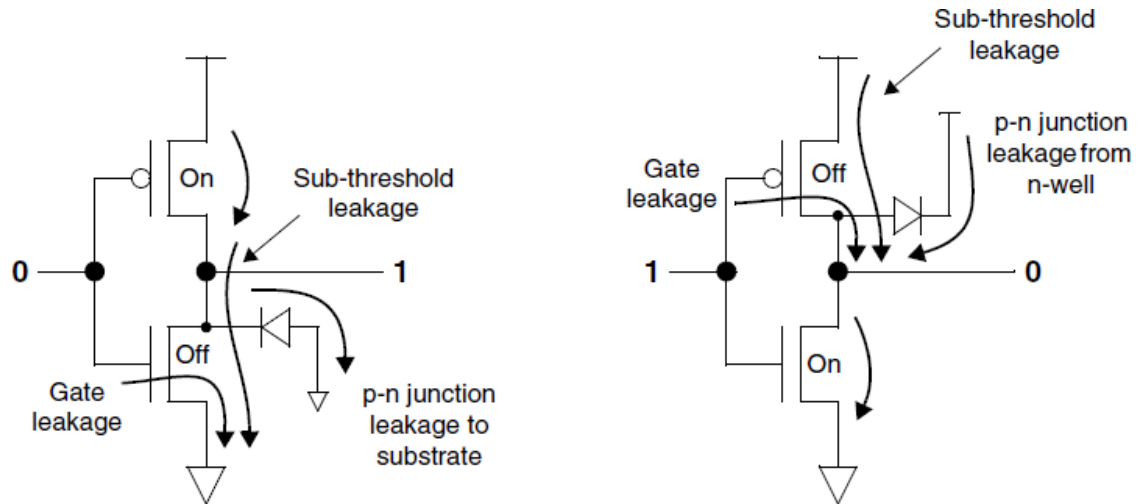 On
Sub-threshold
leakage
0
1
Off
Gate
leakage
p-n junction
leakage to
substrate
Sub-threshold
leakage
p-n junction
leakage from
n-well
Gate
leakage
Off
1
0
On